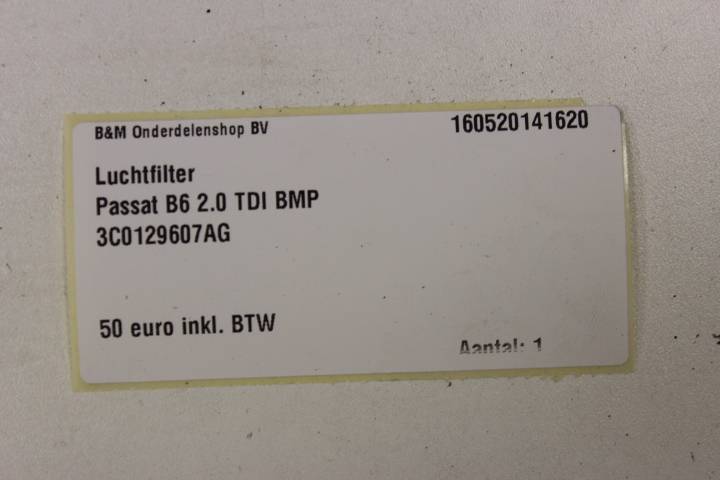 B&M Onderdelenshop BV 160520141620
Luchtfilter
Passat B6 2.0 TDI BMP
3C0129607AG
50 euro inkl. BTW
Aantal: 1